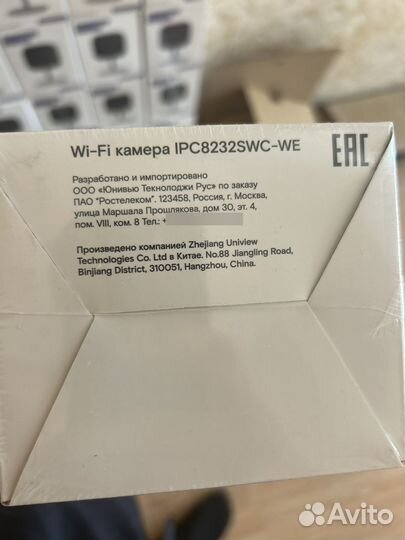 Wi-Fi камера IPC8232SWC-WE
EAC
Разработано и импортировано
ООО «Юнивью Текнолоджи Рус» по заказу
ПАО "Ростелеком". 123458, Россия, г. Москва,
улица Маршала Прошлякова, дом 30, эт. 4,
пом. VIII, ком. 8 Тел.: +
Произведено компанией Zhejiang Uniview
Technologies Co. Ltd в Китае. No.88 Jiangling Road,
Binjiang District, 310051, Hangzhou, China.
Avito